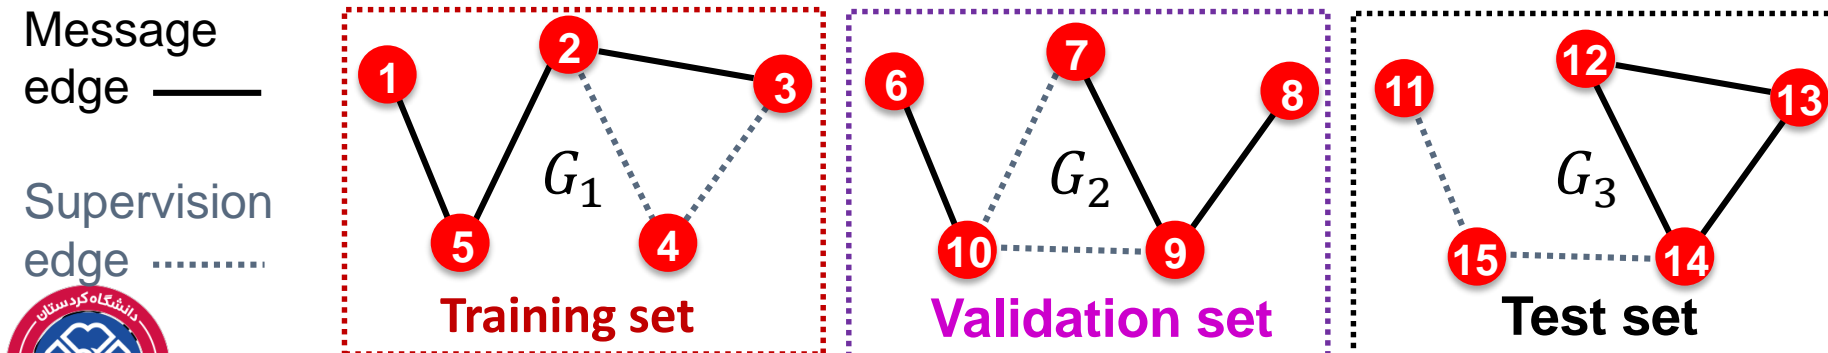 Message
edge
Supervision
edge
1
2
3
5
4
G₁
Training set
6
7
8
10
9
G₂
Validation set
11
12
13
15
14
G₃
Test set
دانشگاه کردستان